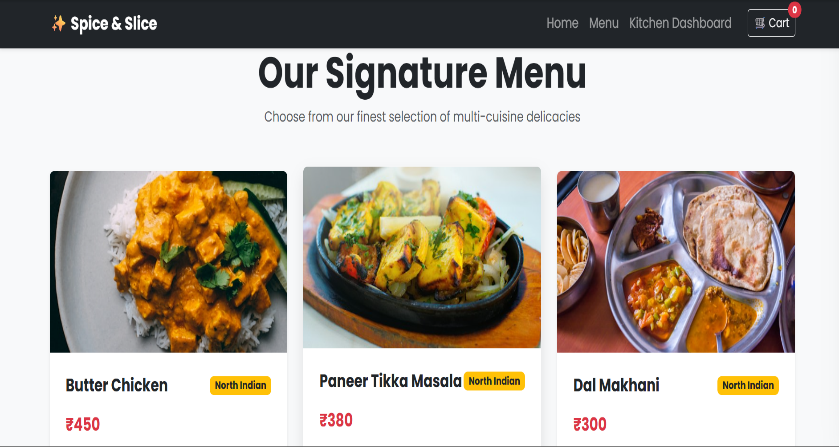 ✨ Spice & Slice
Home Menu Kitchen Dashboard Cart 0
Our Signature Menu
Choose from our finest selection of multi-cuisine delicacies
Butter Chicken North Indian
₹450
Paneer Tikka Masala North Indian
₹380
Dal Makhani North Indian
₹300